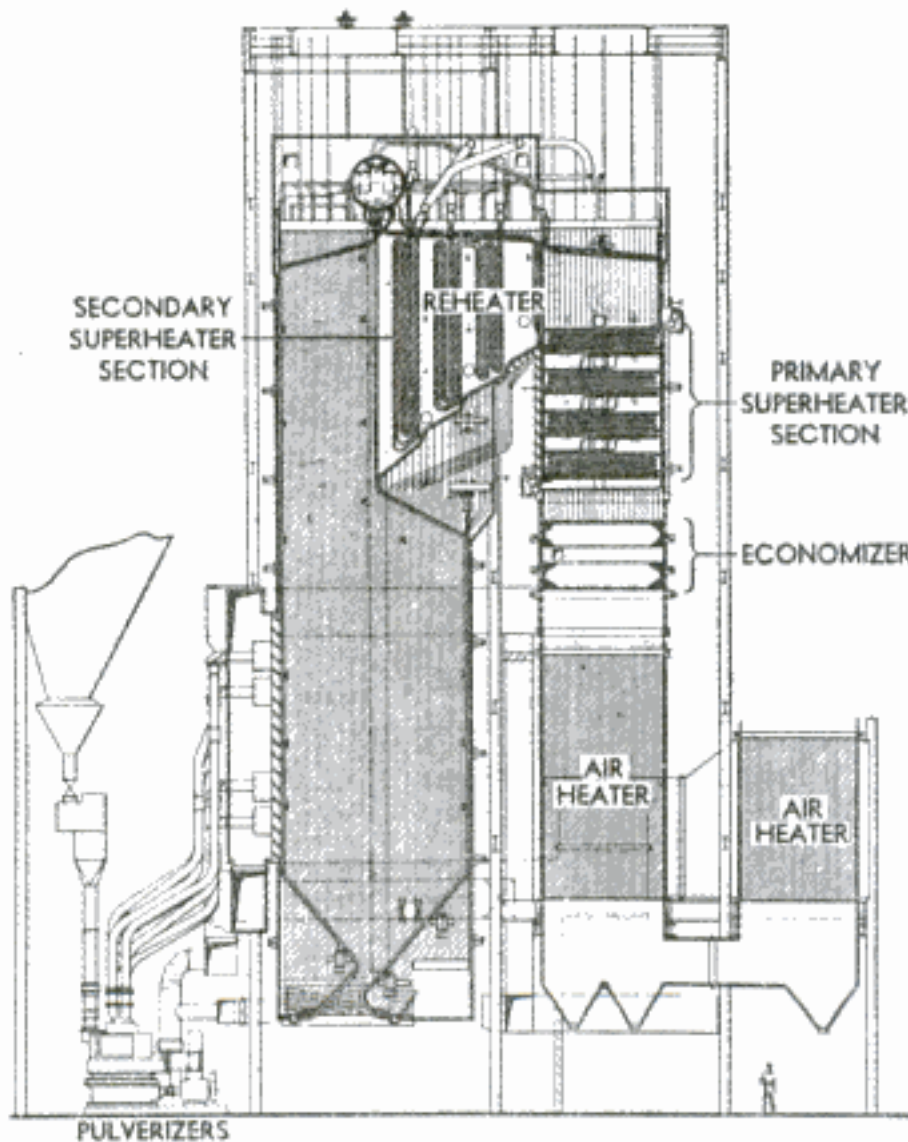 SECONDARY
SUPERHEATER
SECTION
REHEATER
PRIMARY
SUPERHEATER
SECTION
ECONOMIZER
AIR
HEATER
AIR
HEATER
PULVERIZERS